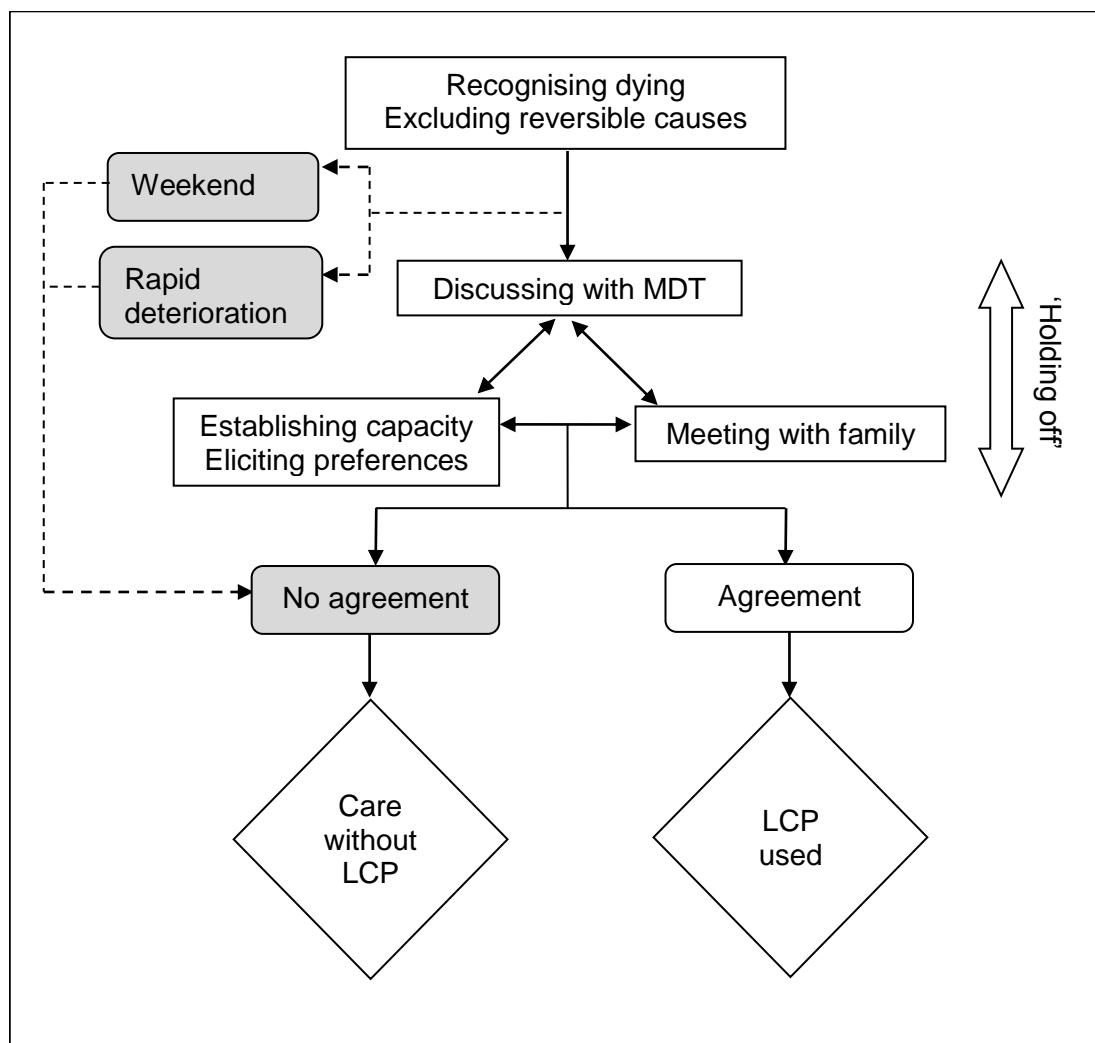 Recognising dying
Excluding reversible causes
Weekend
Rapid
deterioration
Discussing with MDT
'Holding off'
Establishing capacity
Eliciting preferences
Meeting with family
No agreement
Agreement
Care
without
LCP
LCP
used